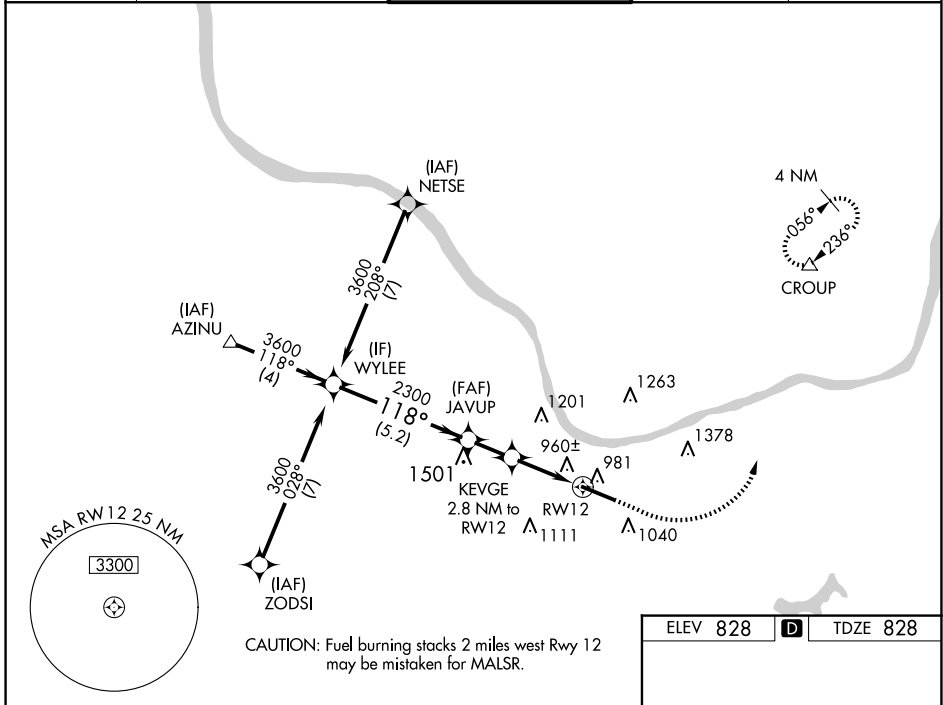 (IAF)
NETSE
4 NM
056°
236°
CROUP
3600
208°
(7)
(IAF)
AZINU
3600
118°
(4)
(IF)
WYLEE
2300
118°
(5.2)
(FAF)
JAVUP
1201
1263
1378
960±
981
1501
KEVGE
2.8 NM to
RW12
RW12
1111
1040
3600
028°
(7)
(IAF)
ZODSI
MSA RW12 25 NM
3300
CAUTION: Fuel burning stacks 2 miles west Rwy 12
may be mistaken for MALSR.
ELEV 828 D TDZE 828